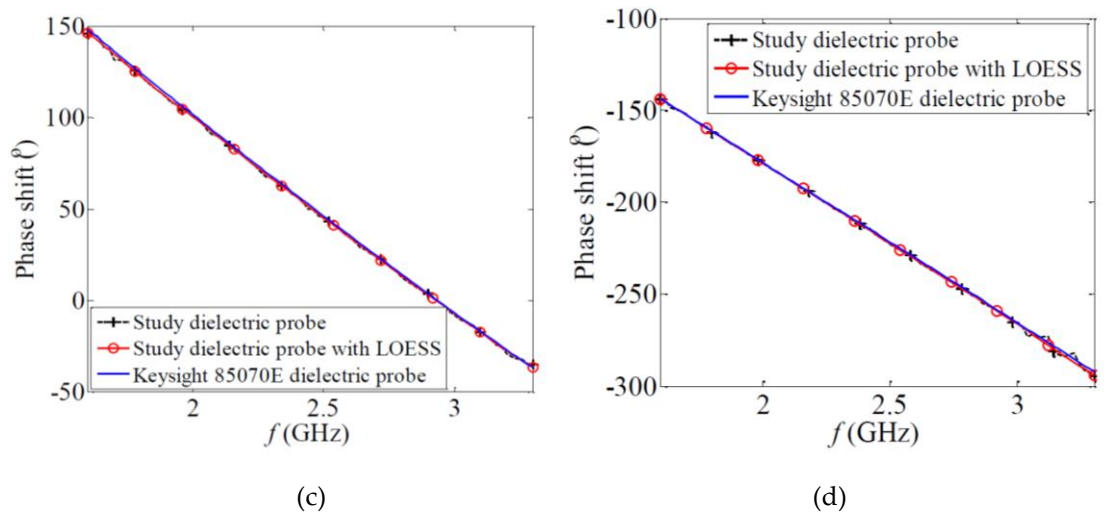 150
100
50
0
-50
Phase shift (º)
Study dielectric probe
Study dielectric probe with LOESS
Keysight 85070E dielectric probe
2
2.5
3
f (GHz)
(c)
-100
-150
-200
-250
-300
Phase shift (º)
Study dielectric probe
Study dielectric probe with LOESS
Keysight 85070E dielectric probe
2
2.5
3
f (GHz)
(d)